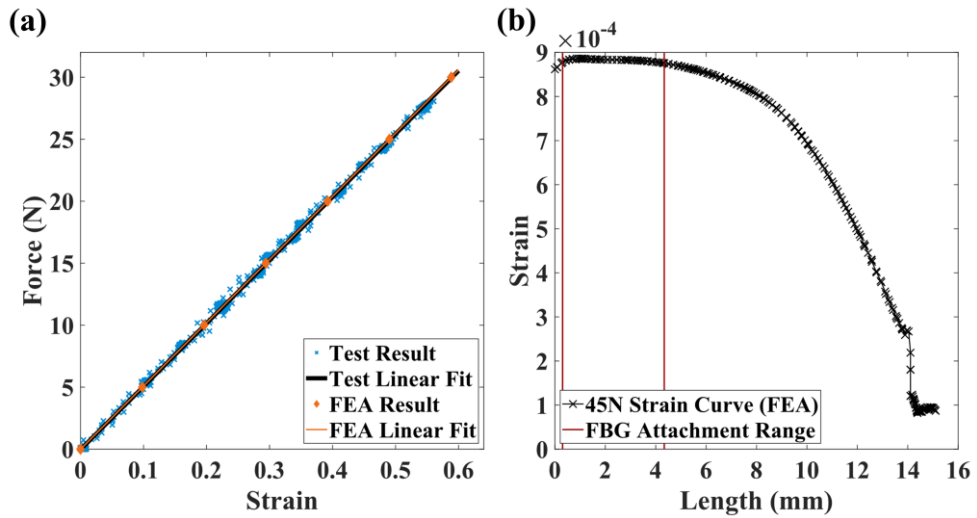 (a)
30
25
20
15
10
5
0
Force (N)
0 0.1 0.2 0.3 0.4 0.5 0.6
Strain
Test Result
Test Linear Fit
FEA Result
FEA Linear Fit
(b)
×10⁻⁴
9
8
7
6
5
4
3
2
1
0
Strain
0 2 4 6 8 10 12 14 16
Length (mm)
45N Strain Curve (FEA)
FBG Attachment Range